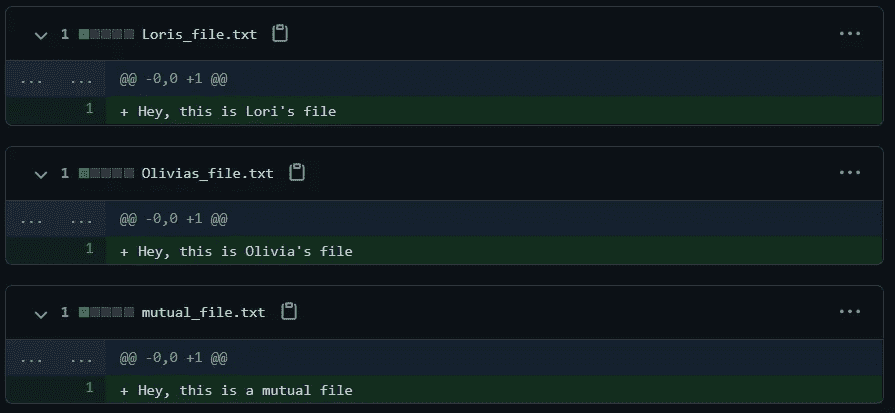 1 Loris_file.txt
... ... @@ -0,0 +1 @@
1 + Hey, this is Lori's file
1 Olivias_file.txt
... ... @@ -0,0 +1 @@
1 + Hey, this is Olivia's file
1 mutual_file.txt
... ... @@ -0,0 +1 @@
1 + Hey, this is a mutual file